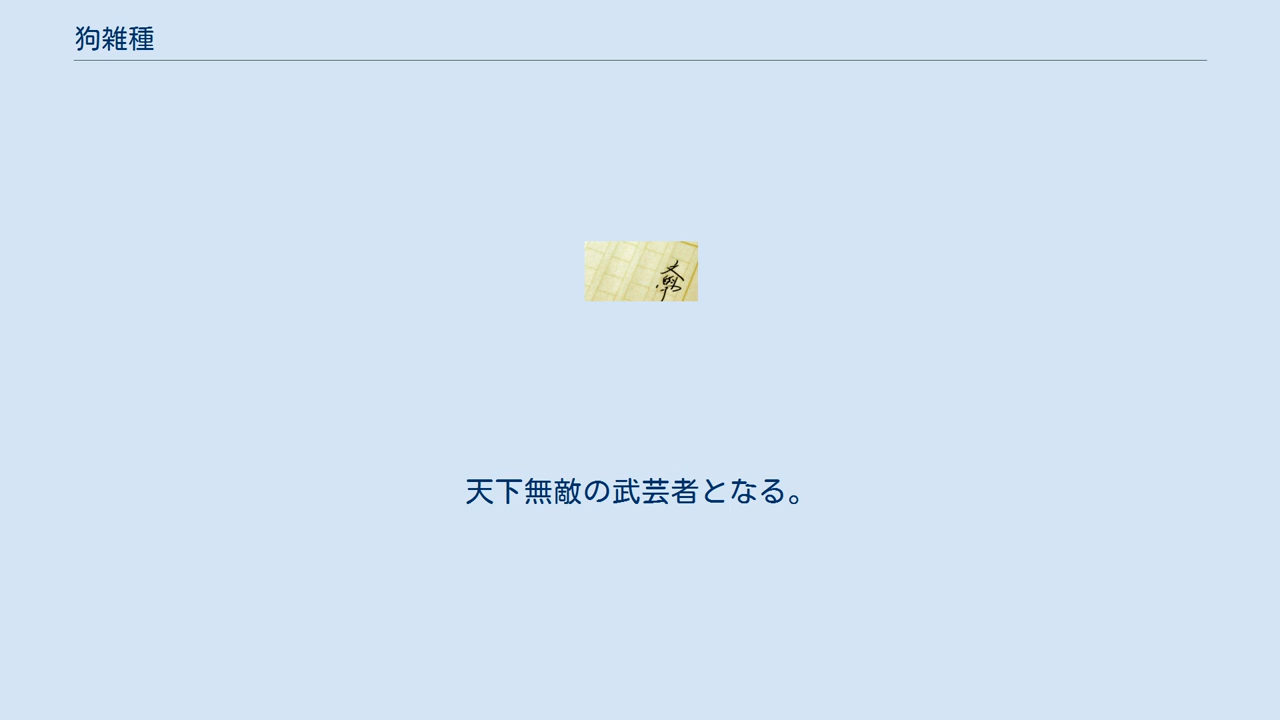 狗雑種
天下無敵の武芸者となる。